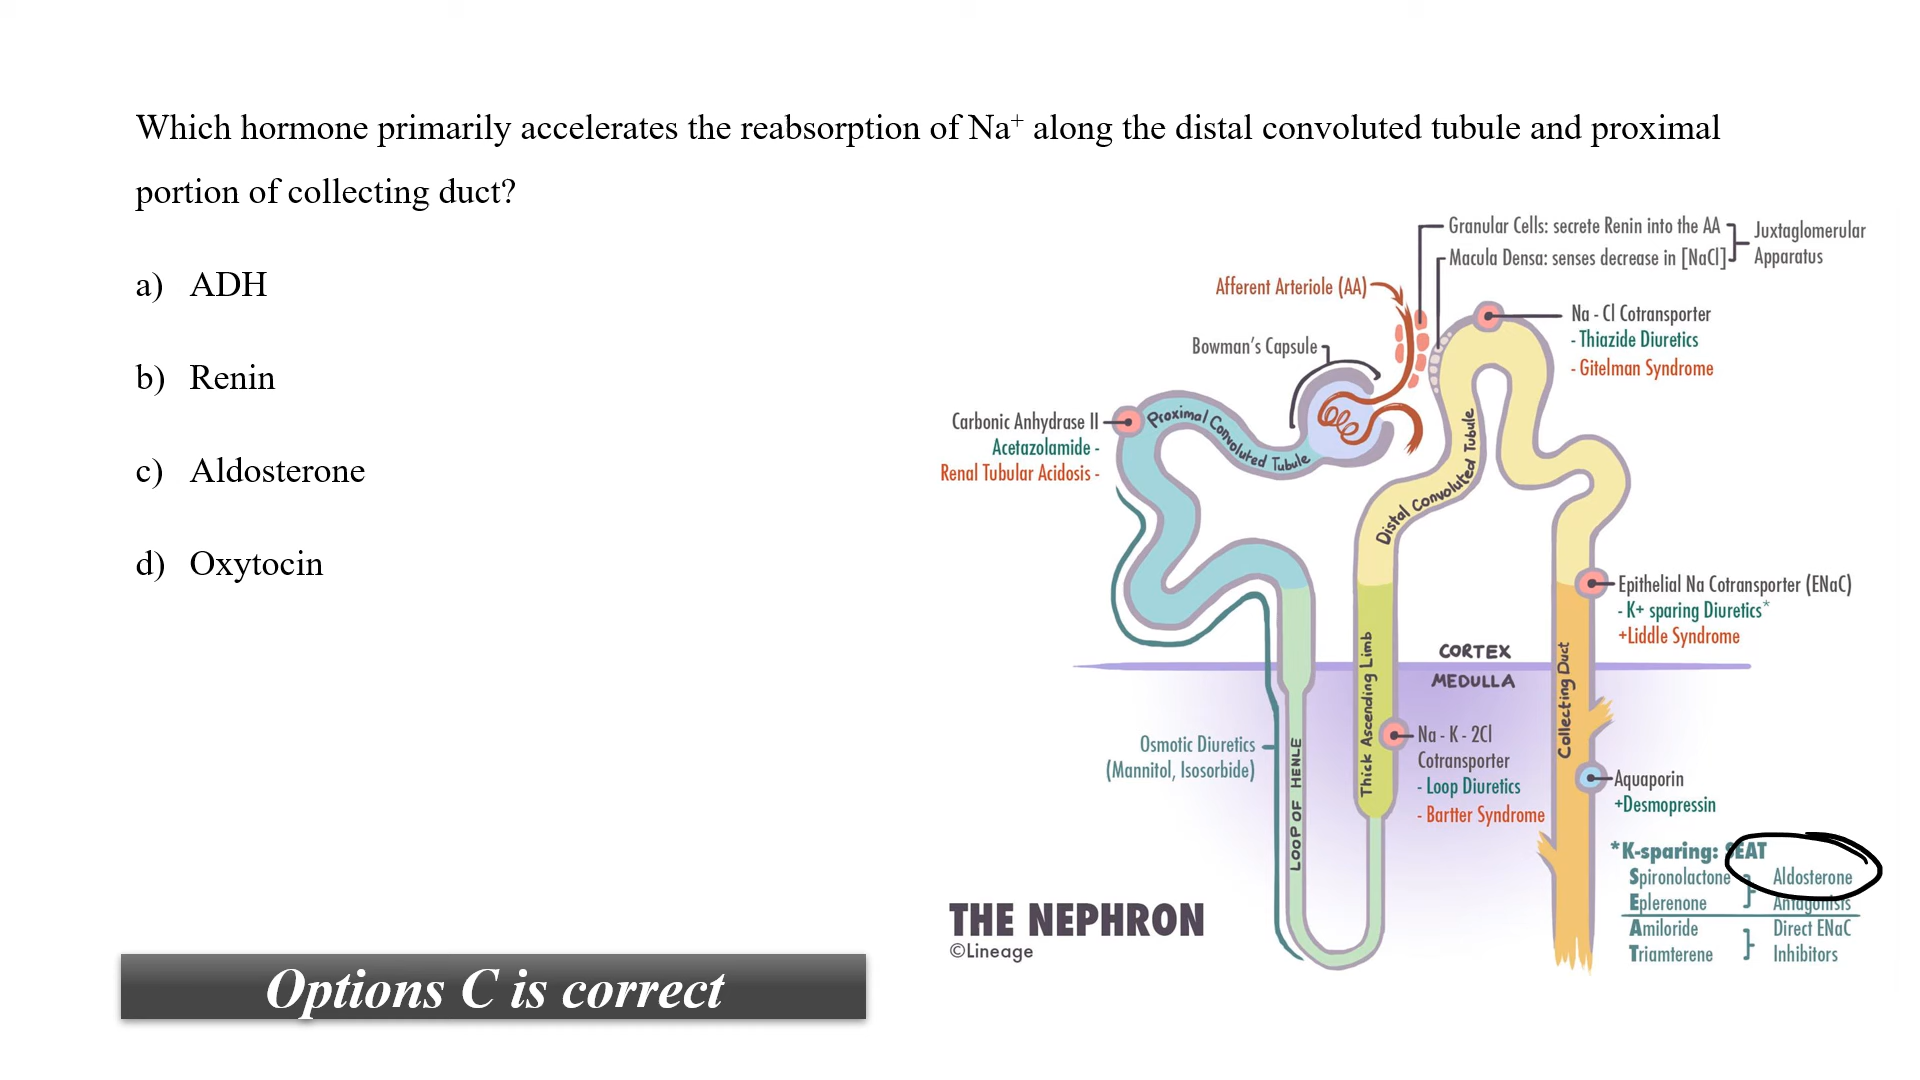 Which hormone primarily accelerates the reabsorption of Na⁺ along the distal convoluted tubule and proximal
portion of collecting duct?
a) ADH
b) Renin
c) Aldosterone
d) Oxytocin
Granular Cells: secrete Renin into the AA
Macula Densa: senses decrease in [NaCl]
Juxtaglomerular
Apparatus
Afferent Arteriole (AA)
Bowman's Capsule
Na - Cl Cotransporter
- Thiazide Diuretics
- Gitelman Syndrome
Carbonic Anhydrase II
Acetazolamide -
Renal Tubular Acidosis -
Proximal Convoluted Tubule
Distal Convoluted Tubule
Epithelial Na Cotransporter (ENaC)
- K+ sparing Diuretics*
+Liddle Syndrome
CORTEX
MEDULLA
Thick Ascending Limb
Collecting Duct
LOOP OF HENLE
Osmotic Diuretics
(Mannitol, Isosorbide)
Na - K - 2Cl
Cotransporter
- Loop Diuretics
- Bartter Syndrome
Aquaporin
+Desmopressin
*K-sparing: SEAT
Spironolactone
Eplerenone
Aldosterone
Antagonists
Amiloride
Triamterene
Direct ENaC
Inhibitors
THE NEPHRON
©Lineage
Options C is correct